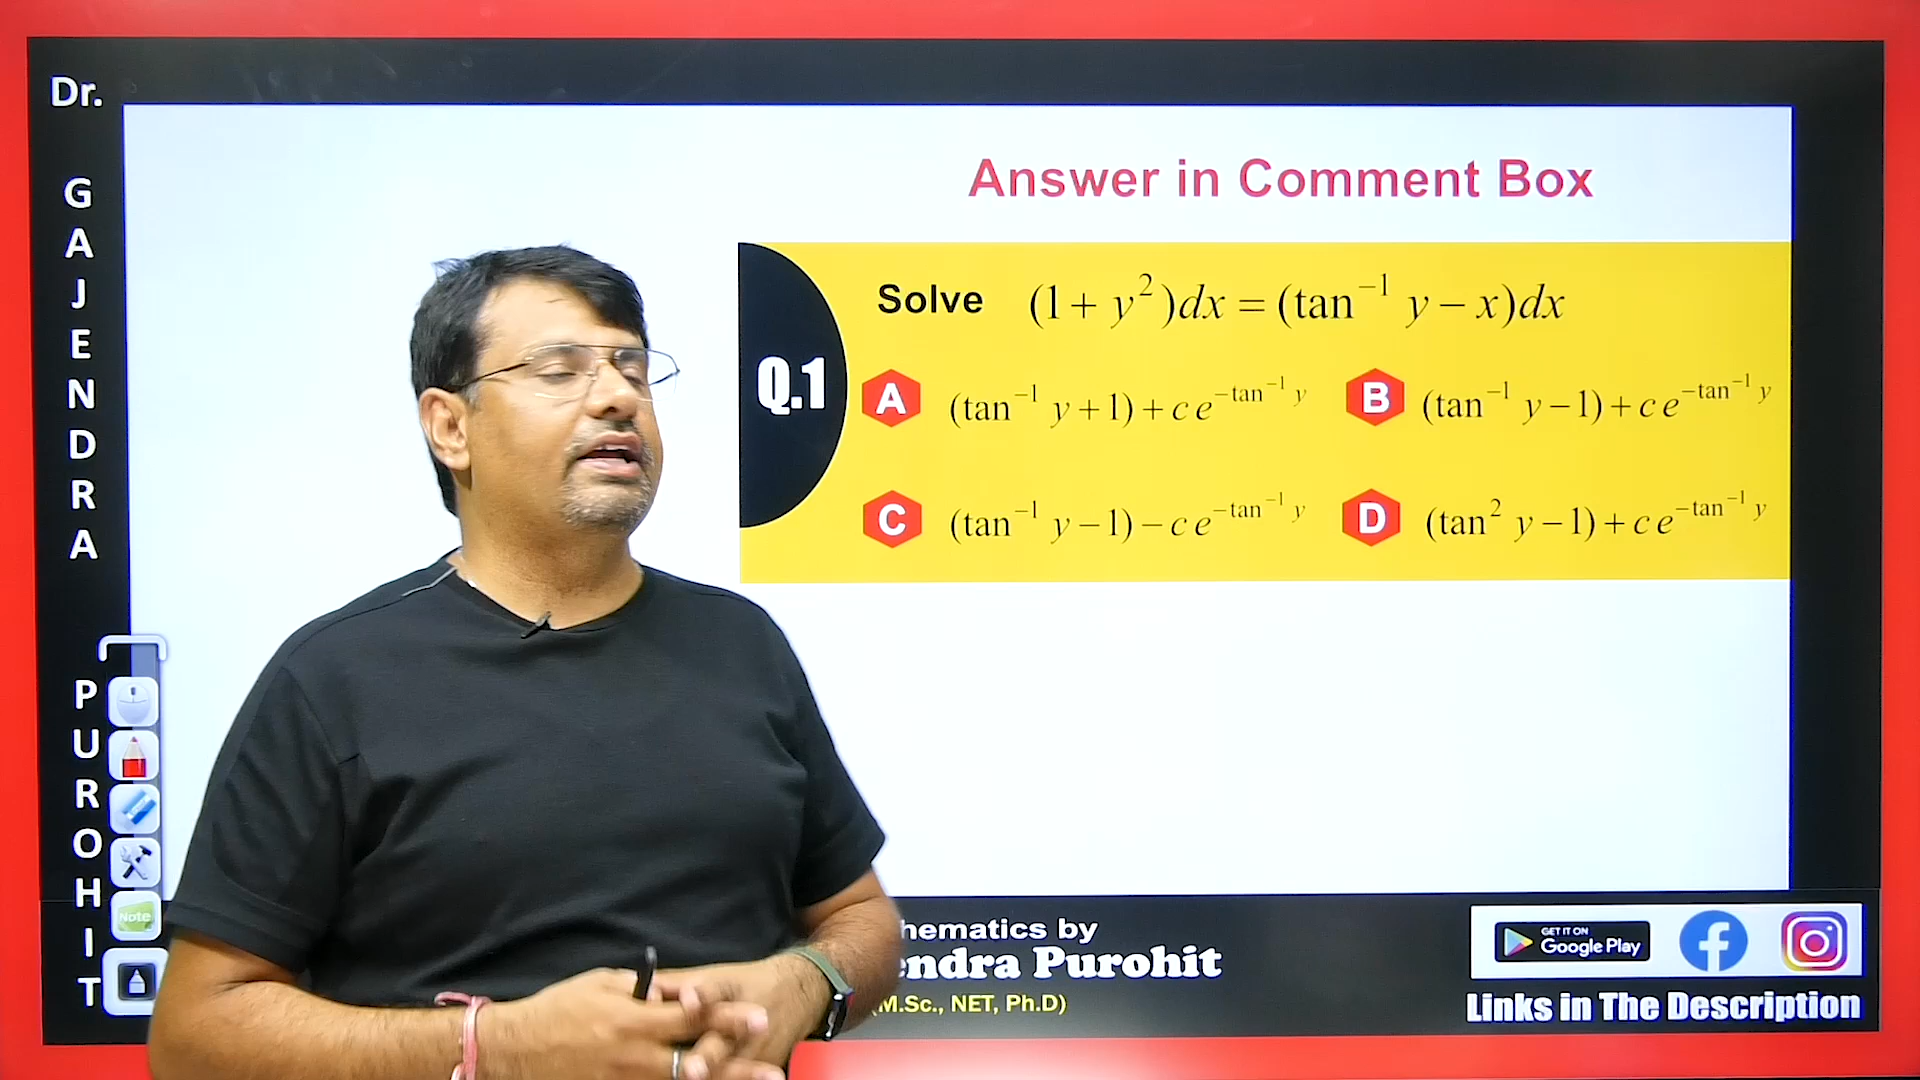 Dr.
GAJENDRA
PUROHIT
Answer in Comment Box
Q.1
Solve (1 + y²)dx = (tan⁻¹ y − x)dx
A (tan⁻¹ y + 1) + c e^(−tan⁻¹ y)
B (tan⁻¹ y − 1) + c e^(−tan⁻¹ y)
C (tan⁻¹ y − 1) − c e^(−tan⁻¹ y)
D (tan² y − 1) + c e^(−tan⁻¹ y)
Note
hematics by
endra Purohit
(M.Sc., NET, Ph.D)
GET IT ON
Google Play
Links in The Description